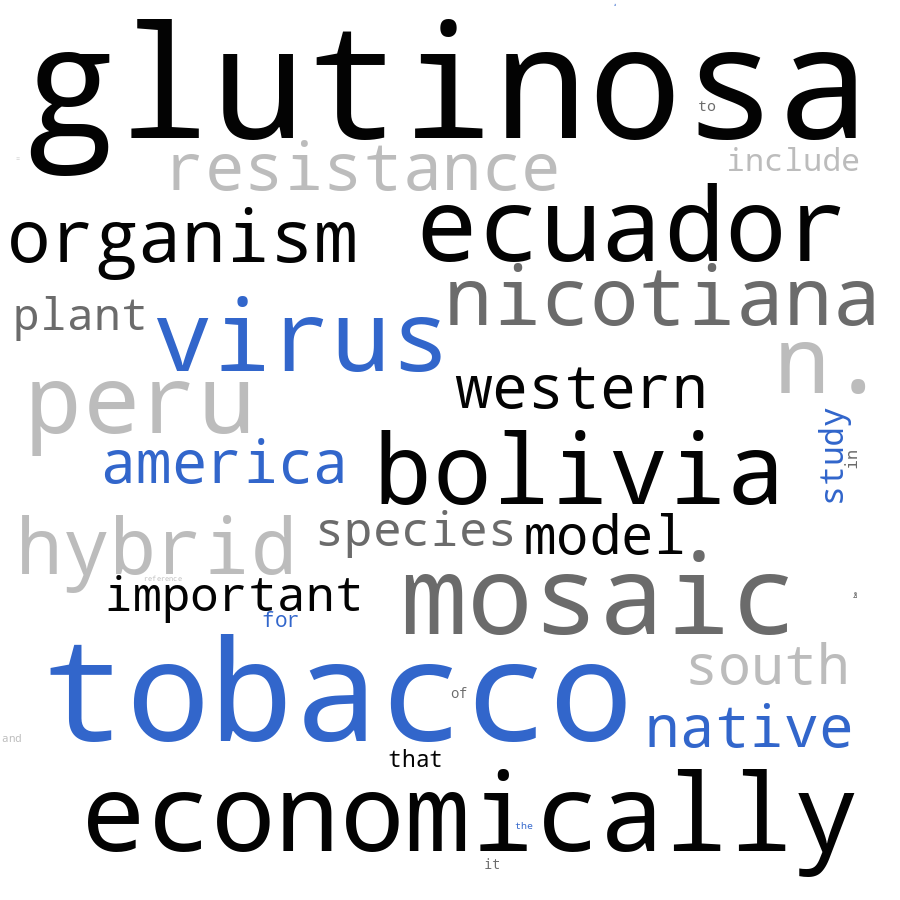 glutinosa
to
resistance
include
organism
ecuador
nicotiana
plant
virus
n.
western
peru
america
bolivia
study
in
hybrid
species
model
important
reference
mosaic
for
tobacco
south
of
native
and
that
economically
the
it